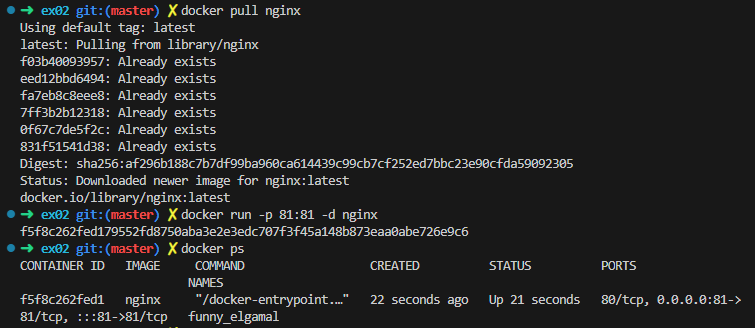 ➜ ex02 git:(master) ✗ docker pull nginx
Using default tag: latest
latest: Pulling from library/nginx
f03b40093957: Already exists
eed12bbd6494: Already exists
fa7eb8c8eee8: Already exists
7ff3b2b12318: Already exists
0f67c7de5f2c: Already exists
831f51541d38: Already exists
Digest: sha256:af296b188c7b7df99ba960ca614439c99cb7cf252ed7bbc23e90cfda59092305
Status: Downloaded newer image for nginx:latest
docker.io/library/nginx:latest
➜ ex02 git:(master) ✗ docker run -p 81:81 -d nginx
f5f8c262fed179552fd8750aba3e2e3edc707f3f45a148b873eaa0abe726e9c6
➜ ex02 git:(master) ✗ docker ps
CONTAINER ID   IMAGE     COMMAND                  CREATED          STATUS          PORTS
NAMES
f5f8c262fed1   nginx     "/docker-entrypoint.…"   22 seconds ago   Up 21 seconds   80/tcp, 0.0.0.0:81->
81/tcp, :::81->81/tcp   funny_elgamal